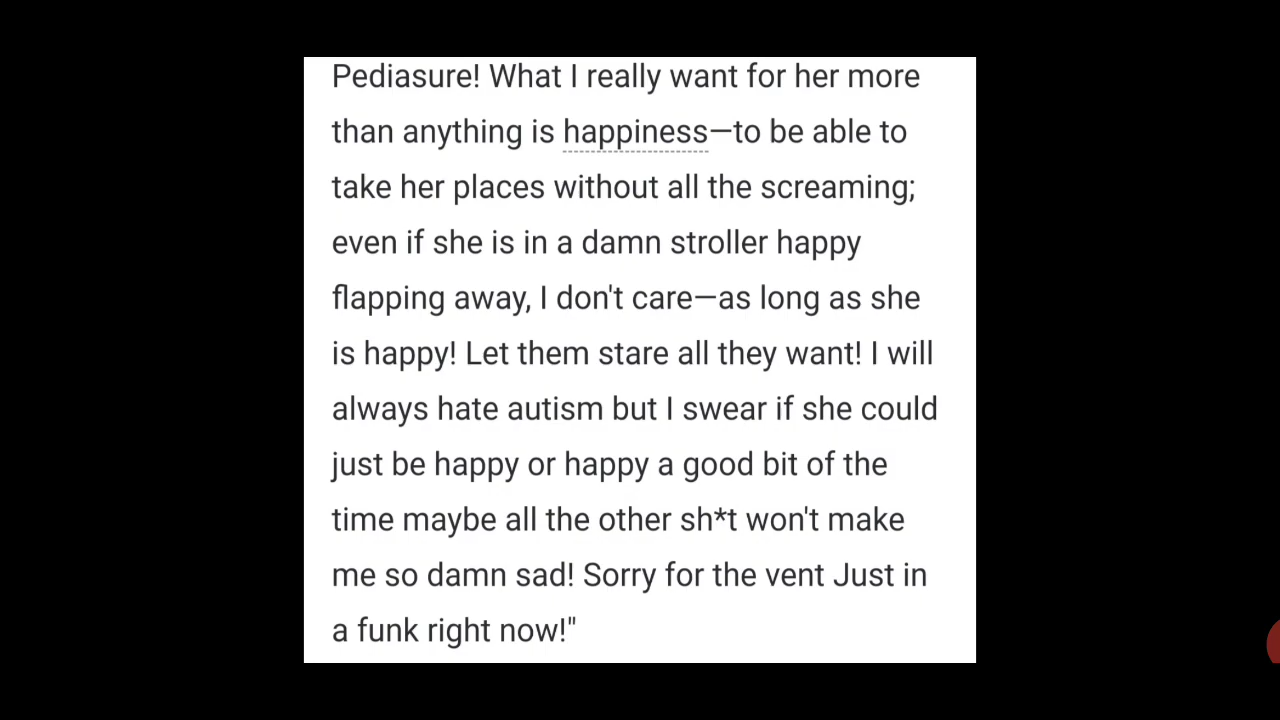 Pediasure! What I really want for her more
than anything is happiness—to be able to
take her places without all the screaming;
even if she is in a damn stroller happy
flapping away, I don't care—as long as she
is happy! Let them stare all they want! I will
always hate autism but I swear if she could
just be happy or happy a good bit of the
time maybe all the other sh*t won't make
me so damn sad! Sorry for the vent Just in
a funk right now!"